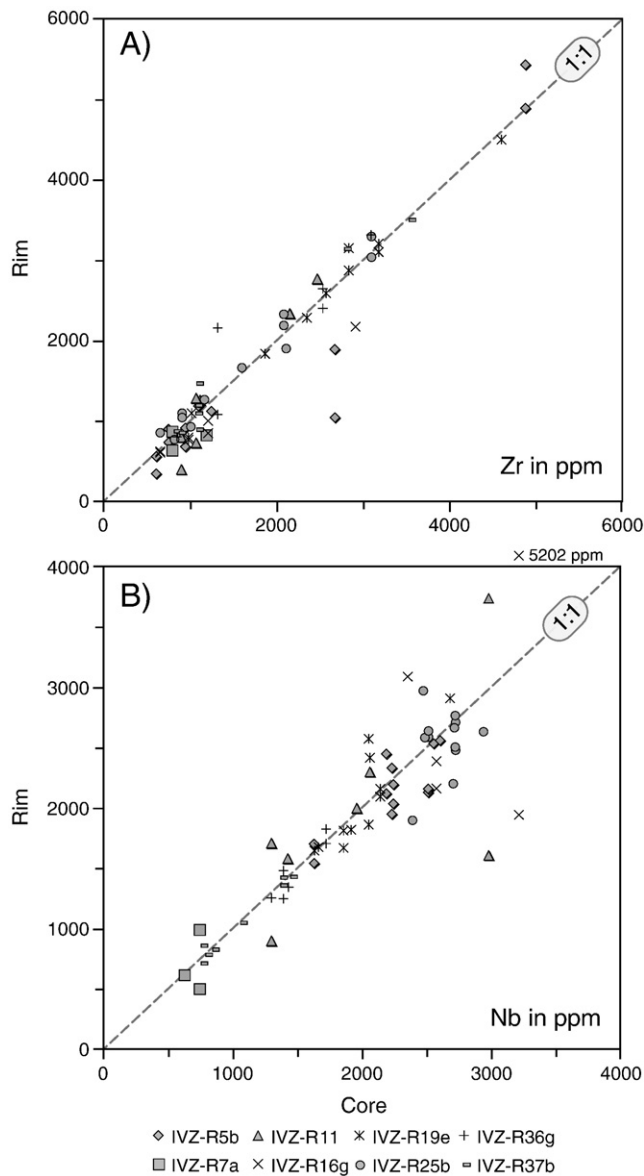 A)
1:1
6000
4000
2000
0
Rim
Zr in ppm
0 2000 4000 6000
× 5202 ppm
B)
1:1
4000
3000
2000
1000
0
Rim
Nb in ppm
0 1000 2000 3000 4000
Core
IVZ-R5b IVZ-R11 IVZ-R19e IVZ-R36g
IVZ-R7a IVZ-R16g IVZ-R25b IVZ-R37b